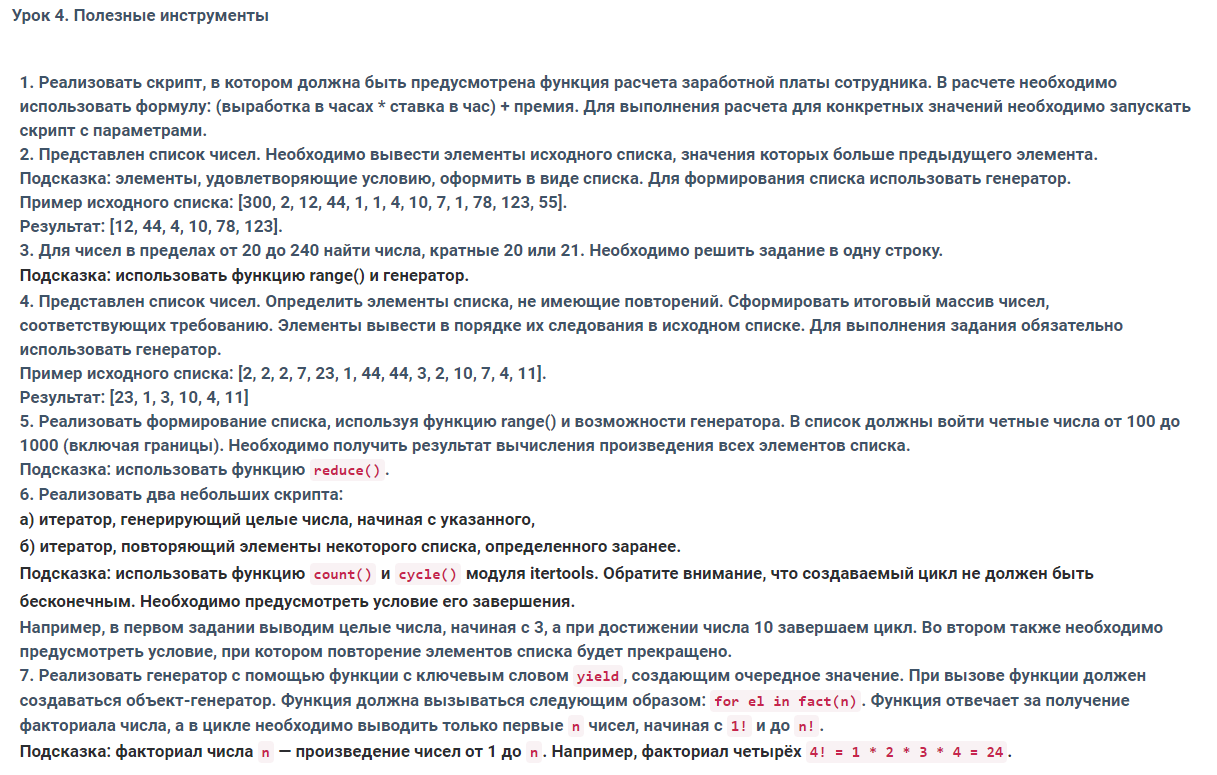 Урок 4. Полезные инструменты
1. Реализовать скрипт, в котором должна быть предусмотрена функция расчета заработной платы сотрудника. В расчете необходимо
использовать формулу: (выработка в часах * ставка в час) + премия. Для выполнения расчета для конкретных значений необходимо запускать
скрипт с параметрами.
2. Представлен список чисел. Необходимо вывести элементы исходного списка, значения которых больше предыдущего элемента.
Подсказка: элементы, удовлетворяющие условию, оформить в виде списка. Для формирования списка использовать генератор.
Пример исходного списка: [300, 2, 12, 44, 1, 1, 4, 10, 7, 1, 78, 123, 55].
Результат: [12, 44, 4, 10, 78, 123].
3. Для чисел в пределах от 20 до 240 найти числа, кратные 20 или 21. Необходимо решить задание в одну строку.
Подсказка: использовать функцию range() и генератор.
4. Представлен список чисел. Определить элементы списка, не имеющие повторений. Сформировать итоговый массив чисел,
соответствующих требованию. Элементы вывести в порядке их следования в исходном списке. Для выполнения задания обязательно
использовать генератор.
Пример исходного списка: [2, 2, 2, 7, 23, 1, 44, 44, 3, 2, 10, 7, 4, 11].
Результат: [23, 1, 3, 10, 4, 11]
5. Реализовать формирование списка, используя функцию range() и возможности генератора. В список должны войти четные числа от 100 до
1000 (включая границы). Необходимо получить результат вычисления произведения всех элементов списка.
Подсказка: использовать функцию reduce().
6. Реализовать два небольших скрипта:
а) итератор, генерирующий целые числа, начиная с указанного,
б) итератор, повторяющий элементы некоторого списка, определенного заранее.
Подсказка: использовать функцию count() и cycle() модуля itertools. Обратите внимание, что создаваемый цикл не должен быть
бесконечным. Необходимо предусмотреть условие его завершения.
Например, в первом задании выводим целые числа, начиная с 3, а при достижении числа 10 завершаем цикл. Во втором также необходимо
предусмотреть условие, при котором повторение элементов списка будет прекращено.
7. Реализовать генератор с помощью функции с ключевым словом yield, создающим очередное значение. При вызове функции должен
создаваться объект-генератор. Функция должна вызываться следующим образом: for el in fact(n). Функция отвечает за получение
факториала числа, а в цикле необходимо выводить только первые n чисел, начиная с 1! и до n!.
Подсказка: факториал числа n — произведение чисел от 1 до n. Например, факториал четырёх 4! = 1 * 2 * 3 * 4 = 24.